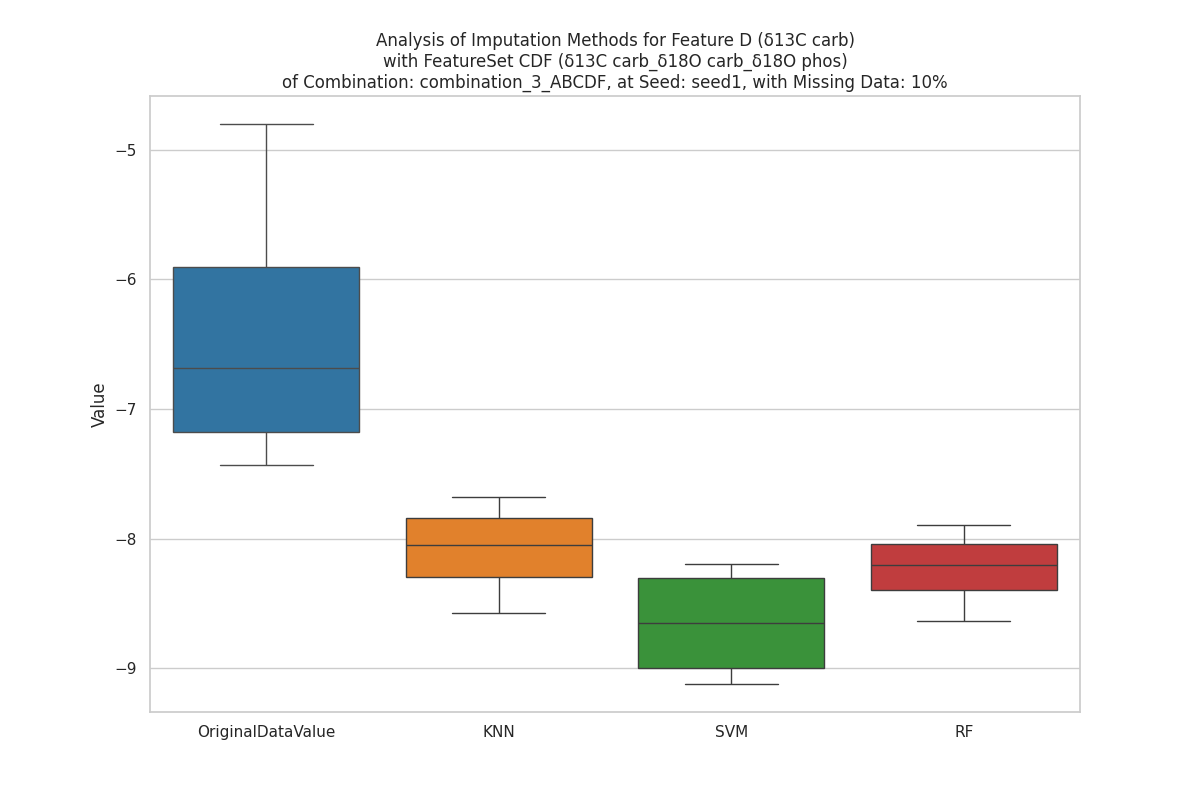 Analysis of Imputation Methods for Feature D (δ13C carb)
with FeatureSet CDF (δ13C carb_δ18O carb_δ18O phos)
of Combination: combination_3_ABCDF, at Seed: seed1, with Missing Data: 10%
Value
−5
−6
−7
−8
−9
OriginalDataValue
KNN
SVM
RF